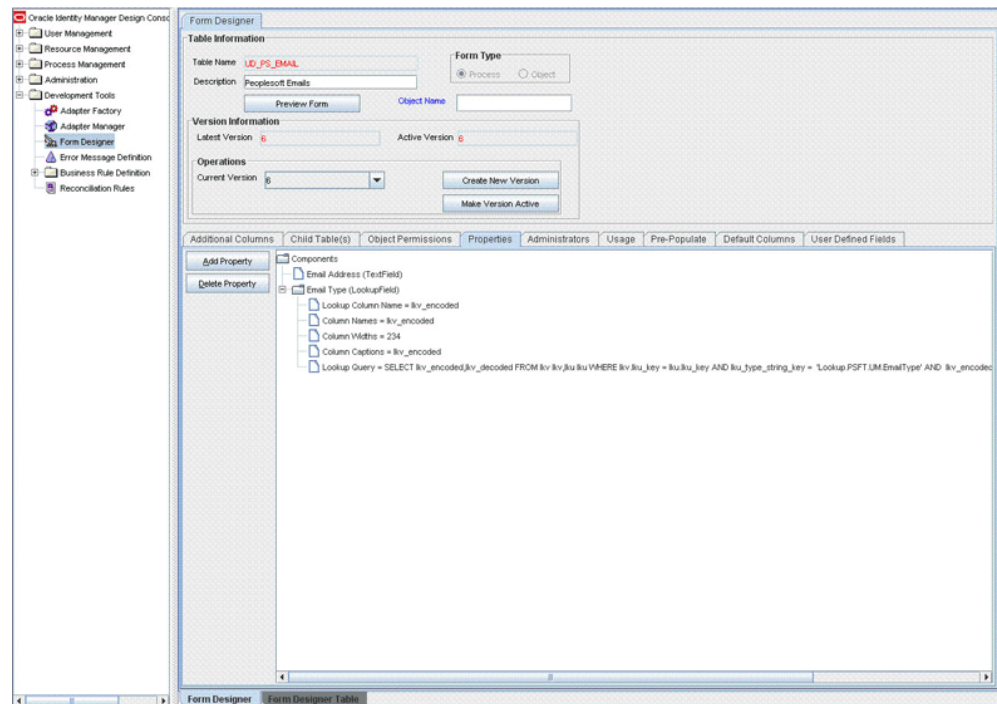 Oracle Identity Manager Design Consc
User Management
Resource Management
Process Management
Administration
Development Tools
Adapter Factory
Adapter Manager
Form Designer
Error Message Definition
Business Rule Definition
Reconciliation Rules
Form Designer
Table Information
Table Name UD_PS_EMAIL
Form Type
Process Object
Description Peoplesoft Emails
Preview Form
Object Name
Version Information
Latest Version 6 Active Version 6
Operations
Current Version 6
Create New Version
Make Version Active
Additional Columns Child Table(s) Object Permissions Properties Administrators Usage Pre-Populate Default Columns User Defined Fields
Add Property
Delete Property
Components
Email Address (TextField)
Email Type (LookupField)
Lookup Column Name = lkv_encoded
Column Names = lkv_encoded
Column Widths = 234
Column Captions = lkv_encoded
Lookup Query = SELECT lkv_encoded,lkv_decoded FROM lkv lkv,lku lku WHERE lkv.lku_key = lku.lku_key AND lku_type_string_key = 'Lookup.PSFT.UM.EmailType' AND lkv_encoded
Form Designer Form Designer Table